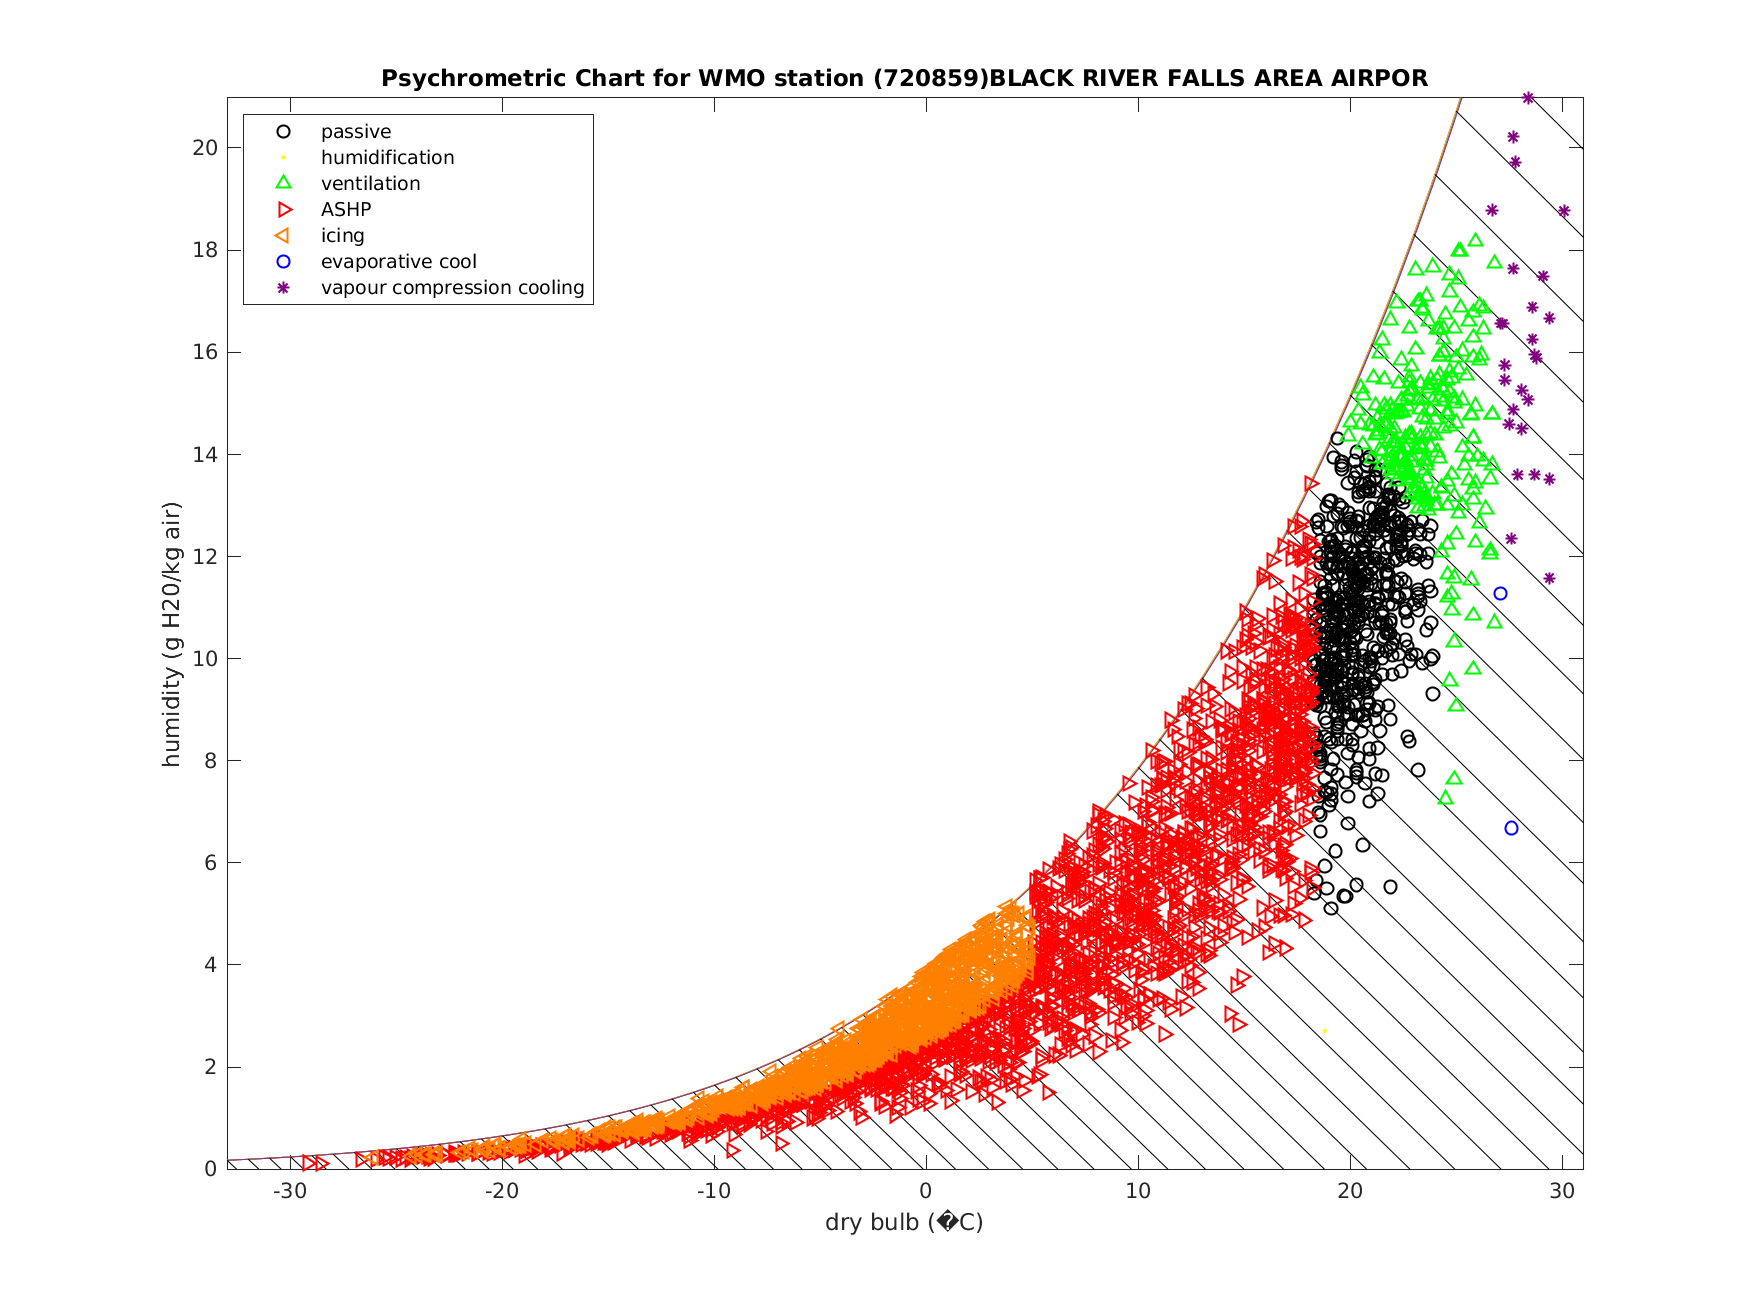 Psychrometric Chart for WMO station (720859)BLACK RIVER FALLS AREA AIRPOR
passive
humidification
ventilation
ASHP
icing
evaporative cool
vapour compression cooling
humidity (g H20/kg air)
20
18
16
14
12
10
8
6
4
2
0
-30 -20 -10 0 10 20 30
dry bulb (�C)